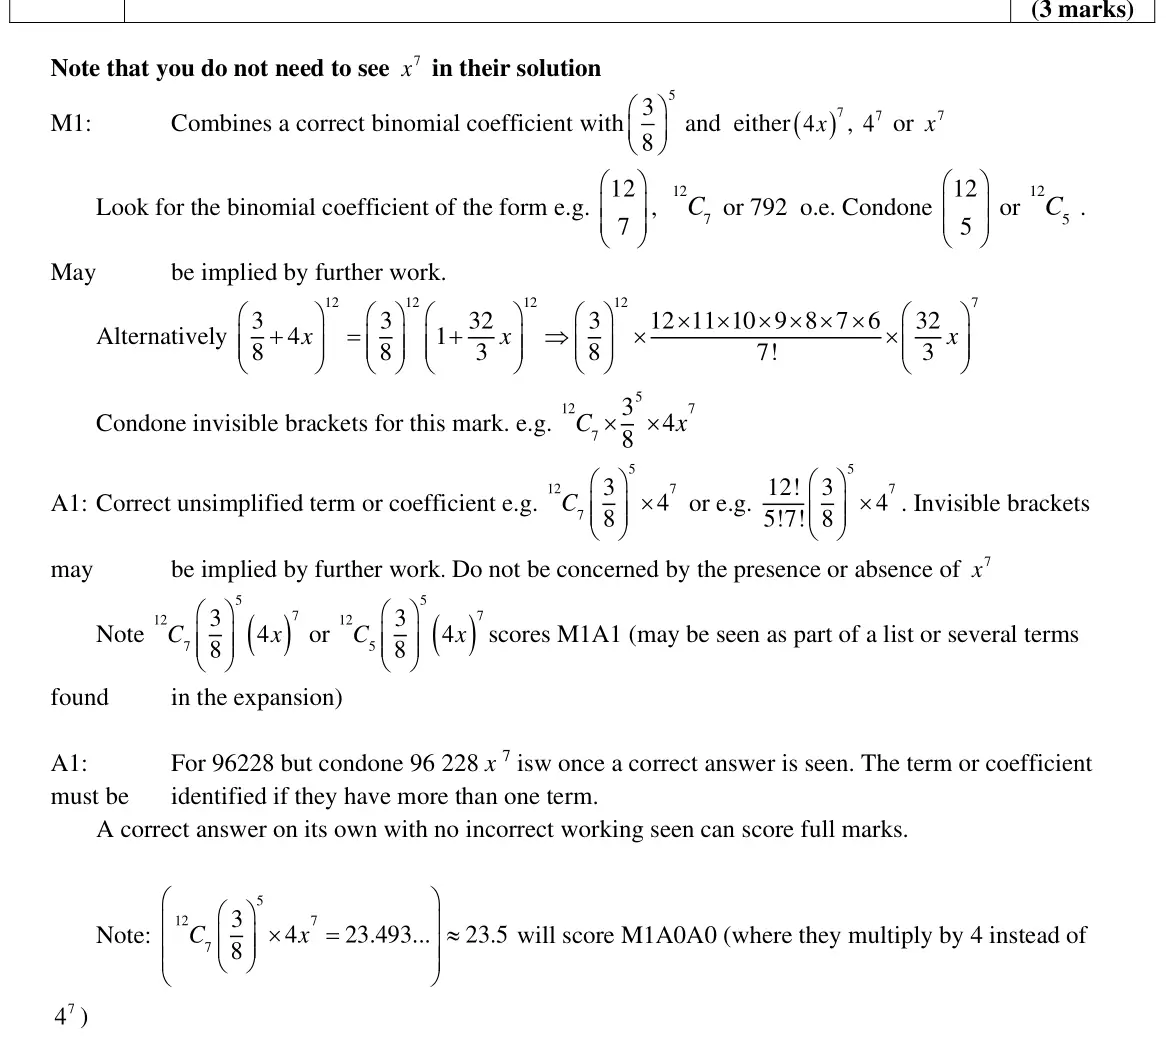 (3 marks)
Note that you do not need to see x^7 in their solution
M1: Combines a correct binomial coefficient with (3/8)^5 and either (4x)^7, 4^7 or x^7
Look for the binomial coefficient of the form e.g. (12 7), ^12C_7 or 792 o.e. Condone (12 5) or ^12C_5 .
May be implied by further work.
Alternatively (3/8 + 4x)^12 = (3/8)^12 (1 + 32/3 x)^12 ⇒ (3/8)^12 × 12×11×10×9×8×7×6/7! × (32/3 x)^7
Condone invisible brackets for this mark. e.g. ^12C_7 × 3^5/8 × 4x^7
A1: Correct unsimplified term or coefficient e.g. ^12C_7 (3/8)^5 × 4^7 or e.g. 12!/5!7! (3/8)^5 × 4^7 . Invisible brackets
may be implied by further work. Do not be concerned by the presence or absence of x^7
Note ^12C_7 (3/8)^5 (4x)^7 or ^12C_5 (3/8)^5 (4x)^7 scores M1A1 (may be seen as part of a list or several terms
found in the expansion)
A1: For 96228 but condone 96 228 x^7 isw once a correct answer is seen. The term or coefficient
must be identified if they have more than one term.
A correct answer on its own with no incorrect working seen can score full marks.
Note: (^12C_7 (3/8)^5 × 4x^7 = 23.493...) ≈ 23.5 will score M1A0A0 (where they multiply by 4 instead of
4^7 )